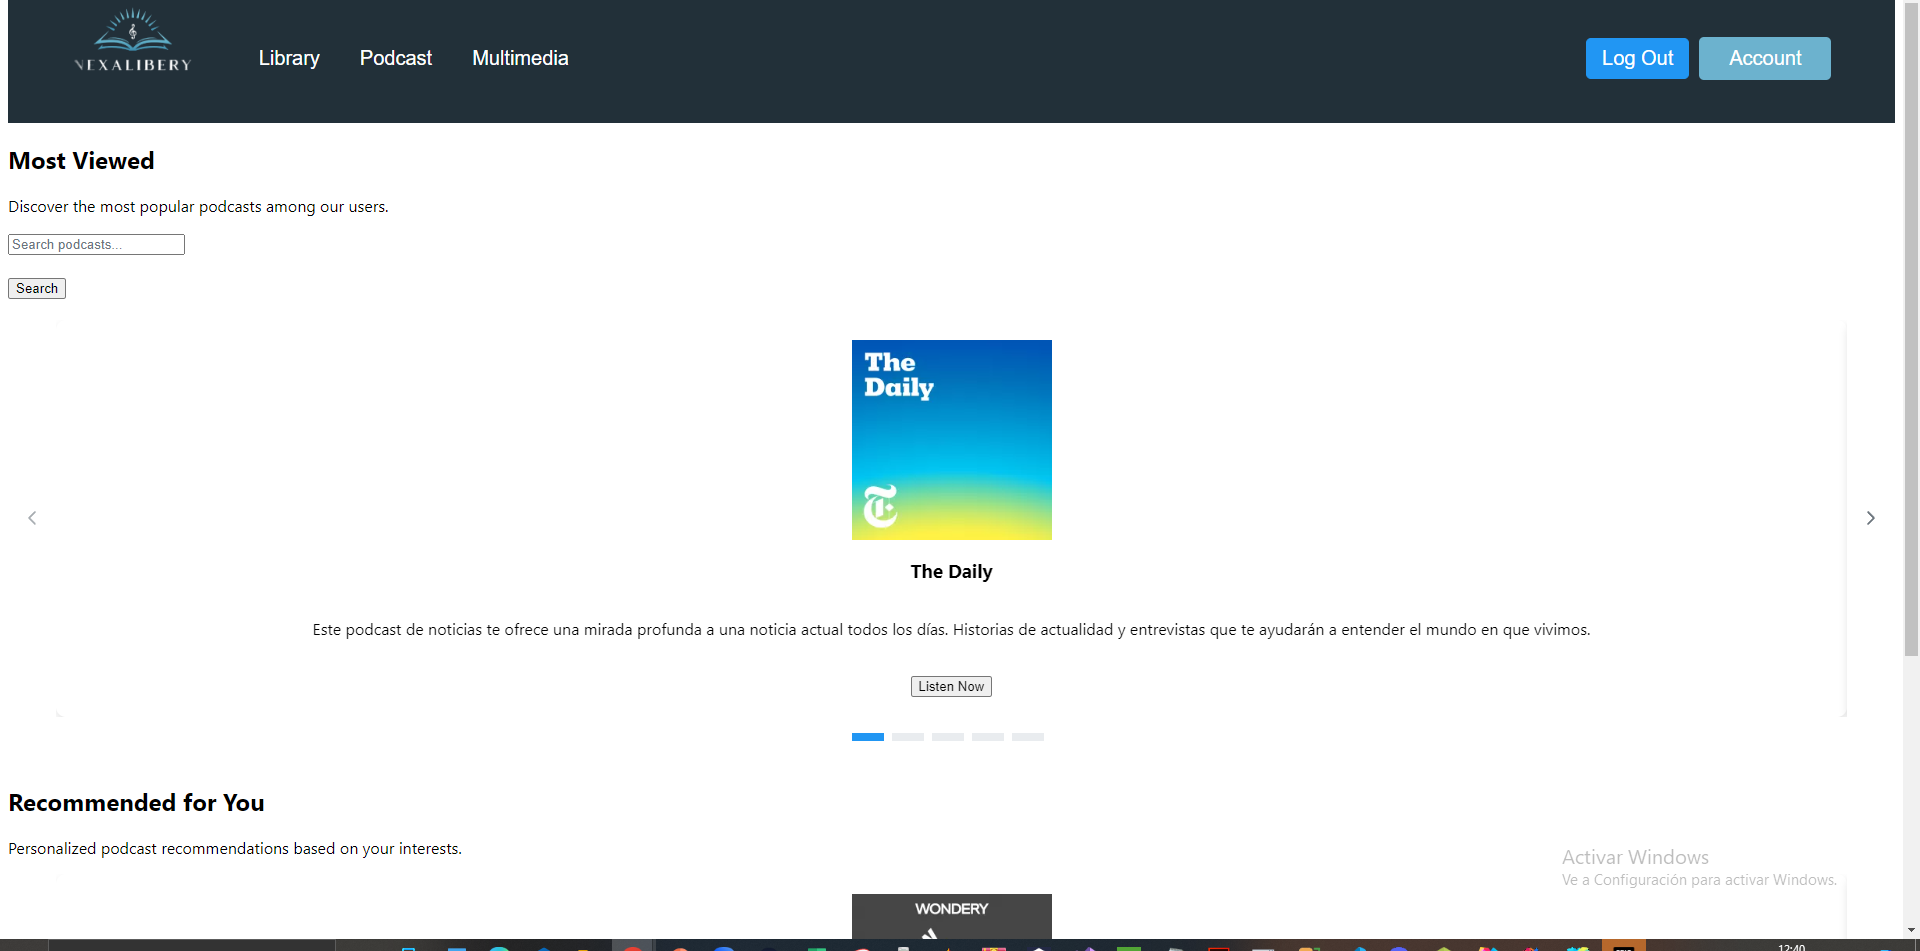 NEXALIBERY
Library
Podcast
Multimedia
Log Out
Account
Most Viewed
Discover the most popular podcasts among our users.
Search podcasts...
Search
The
Daily
The Daily
Este podcast de noticias te ofrece una mirada profunda a una noticia actual todos los días. Historias de actualidad y entrevistas que te ayudarán a entender el mundo en que vivimos.
Listen Now
Recommended for You
Personalized podcast recommendations based on your interests.
Activar Windows
Ve a Configuración para activar Windows.
WONDERY
12:40